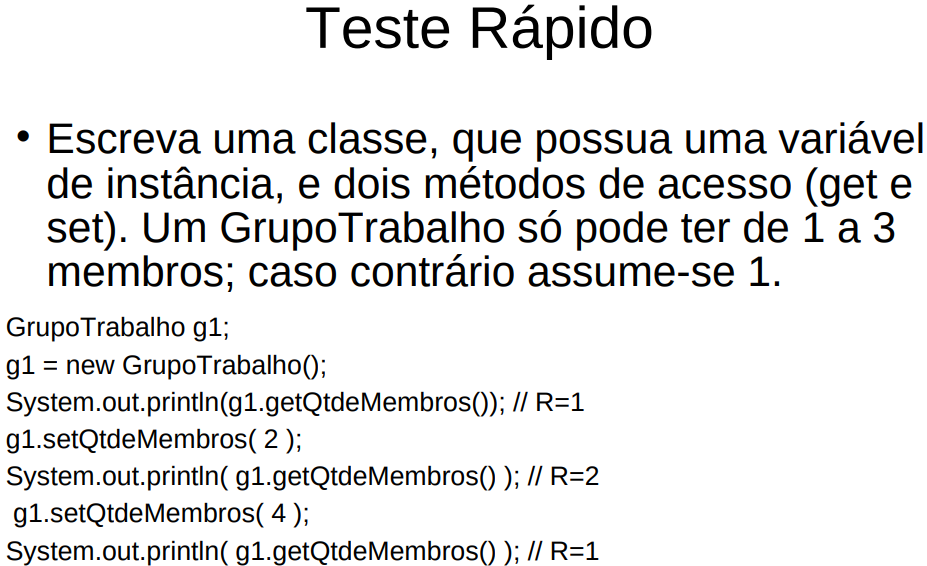 Teste Rápido
• Escreva uma classe, que possua uma variável
de instância, e dois métodos de acesso (get e
set). Um GrupoTrabalho só pode ter de 1 a 3
membros; caso contrário assume-se 1.
GrupoTrabalho g1;
g1 = new GrupoTrabalho();
System.out.println(g1.getQtdeMembros()); // R=1
g1.setQtdeMembros( 2 );
System.out.println( g1.getQtdeMembros() ); // R=2
g1.setQtdeMembros( 4 );
System.out.println( g1.getQtdeMembros() ); // R=1